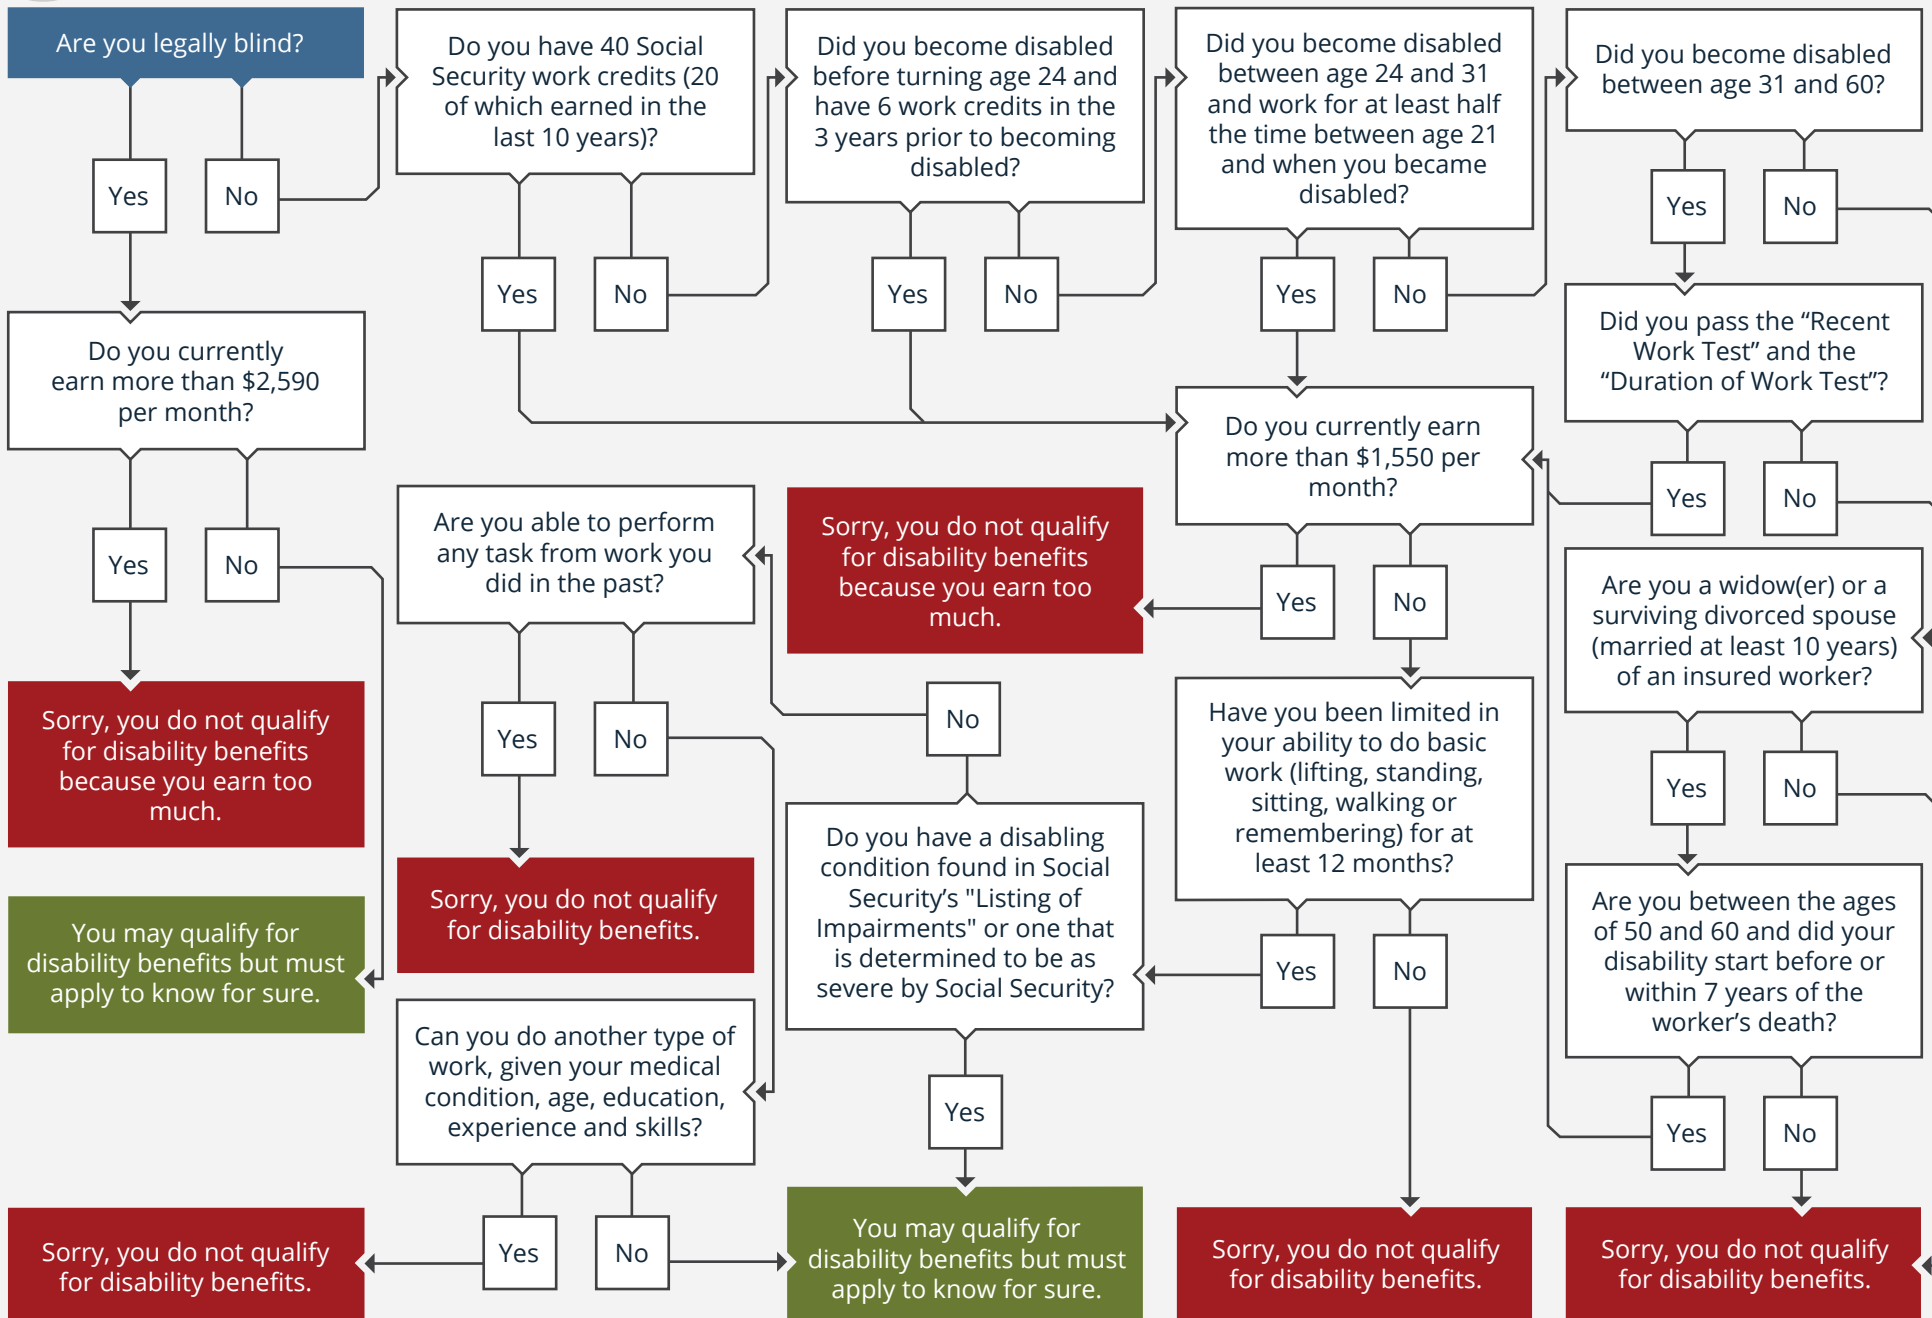 Are you legally blind?
Yes
No
Do you have 40 Social
Security work credits (20
of which earned in the
last 10 years)?
Yes
No
Did you become disabled
before turning age 24 and
have 6 work credits in the
3 years prior to becoming
disabled?
Yes
No
Did you become disabled
between age 24 and 31
and work for at least half
the time between age 21
and when you became
disabled?
Yes
No
Did you become disabled
between age 31 and 60?
Yes
No
Do you currently
earn more than $2,590
per month?
Yes
No
Did you pass the “Recent
Work Test” and the
“Duration of Work Test”?
Yes
No
Do you currently earn
more than $1,550 per
month?
Yes
No
Sorry, you do not qualify
for disability benefits
because you earn too
much.
Are you able to perform
any task from work you
did in the past?
Yes
No
Are you a widow(er) or a
surviving divorced spouse
(married at least 10 years)
of an insured worker?
Yes
No
Sorry, you do not qualify
for disability benefits
because you earn too
much.
Have you been limited in
your ability to do basic
work (lifting, standing,
sitting, walking or
remembering) for at
least 12 months?
Yes
No
No
Do you have a disabling
condition found in Social
Security’s "Listing of
Impairments" or one that
is determined to be as
severe by Social Security?
Yes
Sorry, you do not qualify
for disability benefits.
You may qualify for
disability benefits but must
apply to know for sure.
Are you between the ages
of 50 and 60 and did your
disability start before or
within 7 years of the
worker’s death?
Yes
No
Can you do another type of
work, given your medical
condition, age, education,
experience and skills?
Yes
No
Sorry, you do not qualify
for disability benefits.
You may qualify for
disability benefits but must
apply to know for sure.
Sorry, you do not qualify
for disability benefits.
Sorry, you do not qualify
for disability benefits.